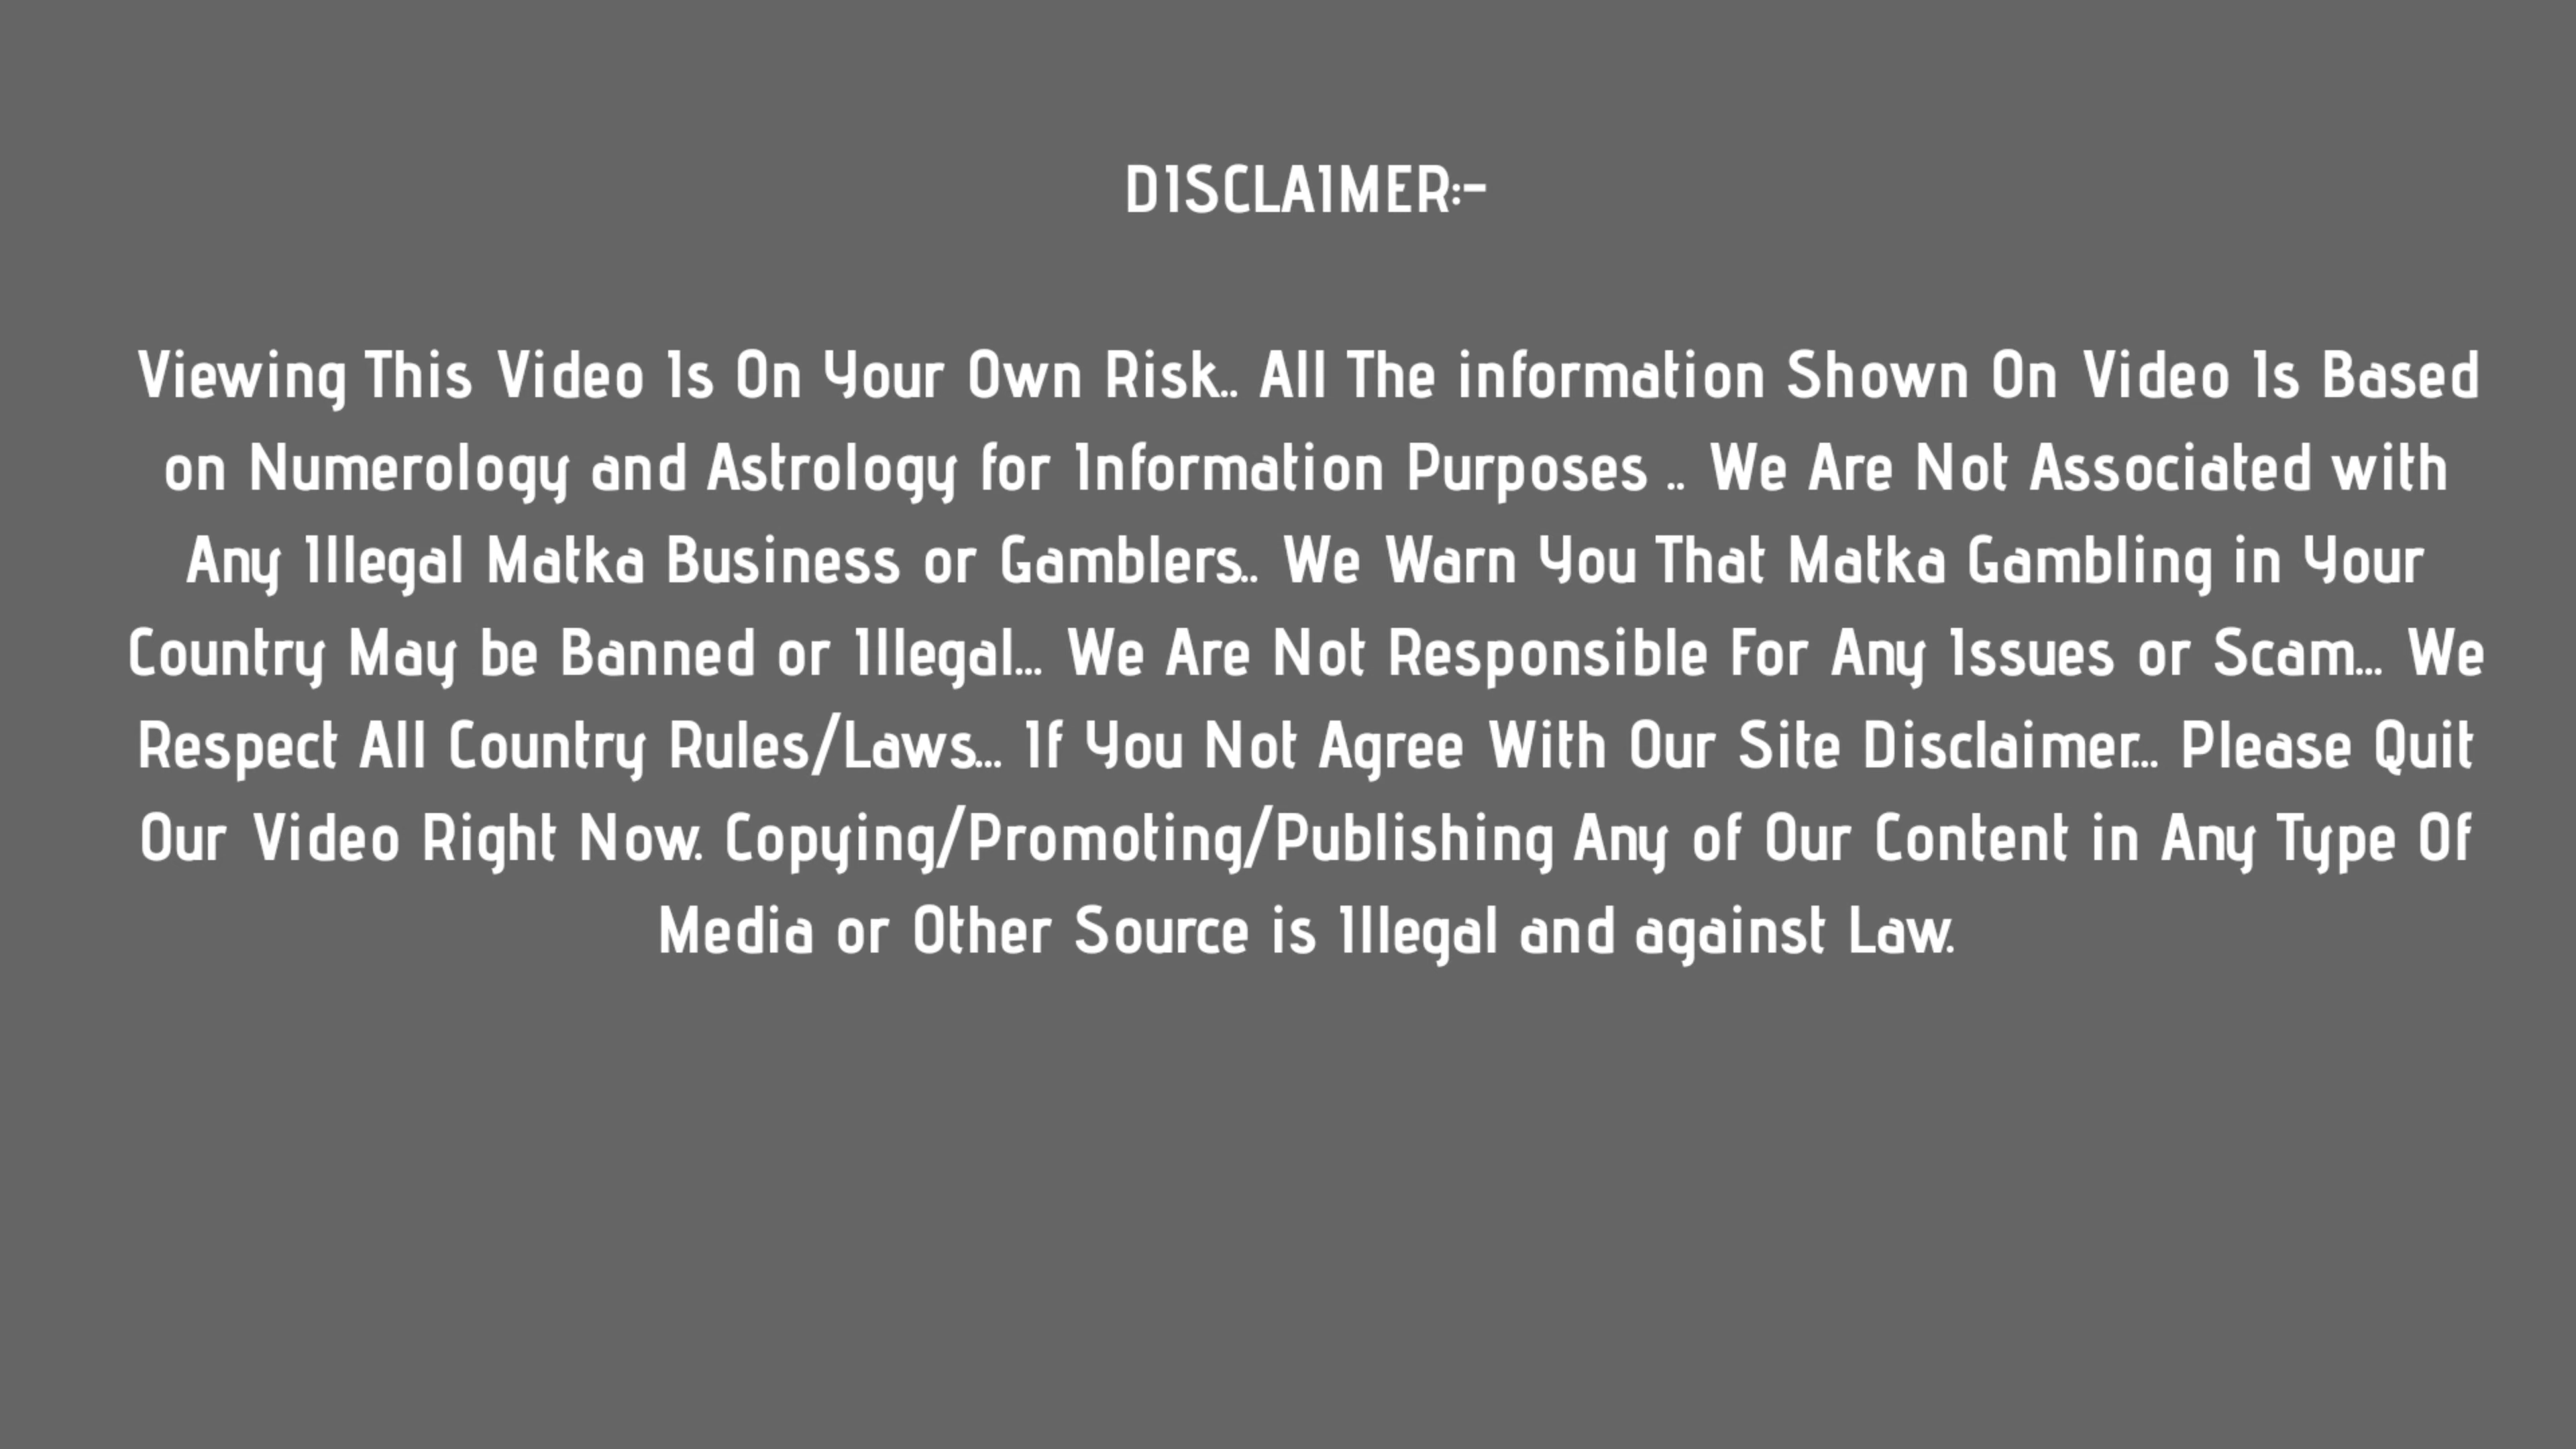 DISCLAIMER:-
Viewing This Video Is On Your Own Risk.. All The information Shown On Video Is Based
on Numerology and Astrology for Information Purposes .. We Are Not Associated with
Any Illegal Matka Business or Gamblers.. We Warn You That Matka Gambling in Your
Country May be Banned or Illegal... We Are Not Responsible For Any Issues or Scam... We
Respect All Country Rules/Laws... If You Not Agree With Our Site Disclaimer... Please Quit
Our Video Right Now. Copying/Promoting/Publishing Any of Our Content in Any Type Of
Media or Other Source is Illegal and against Law.